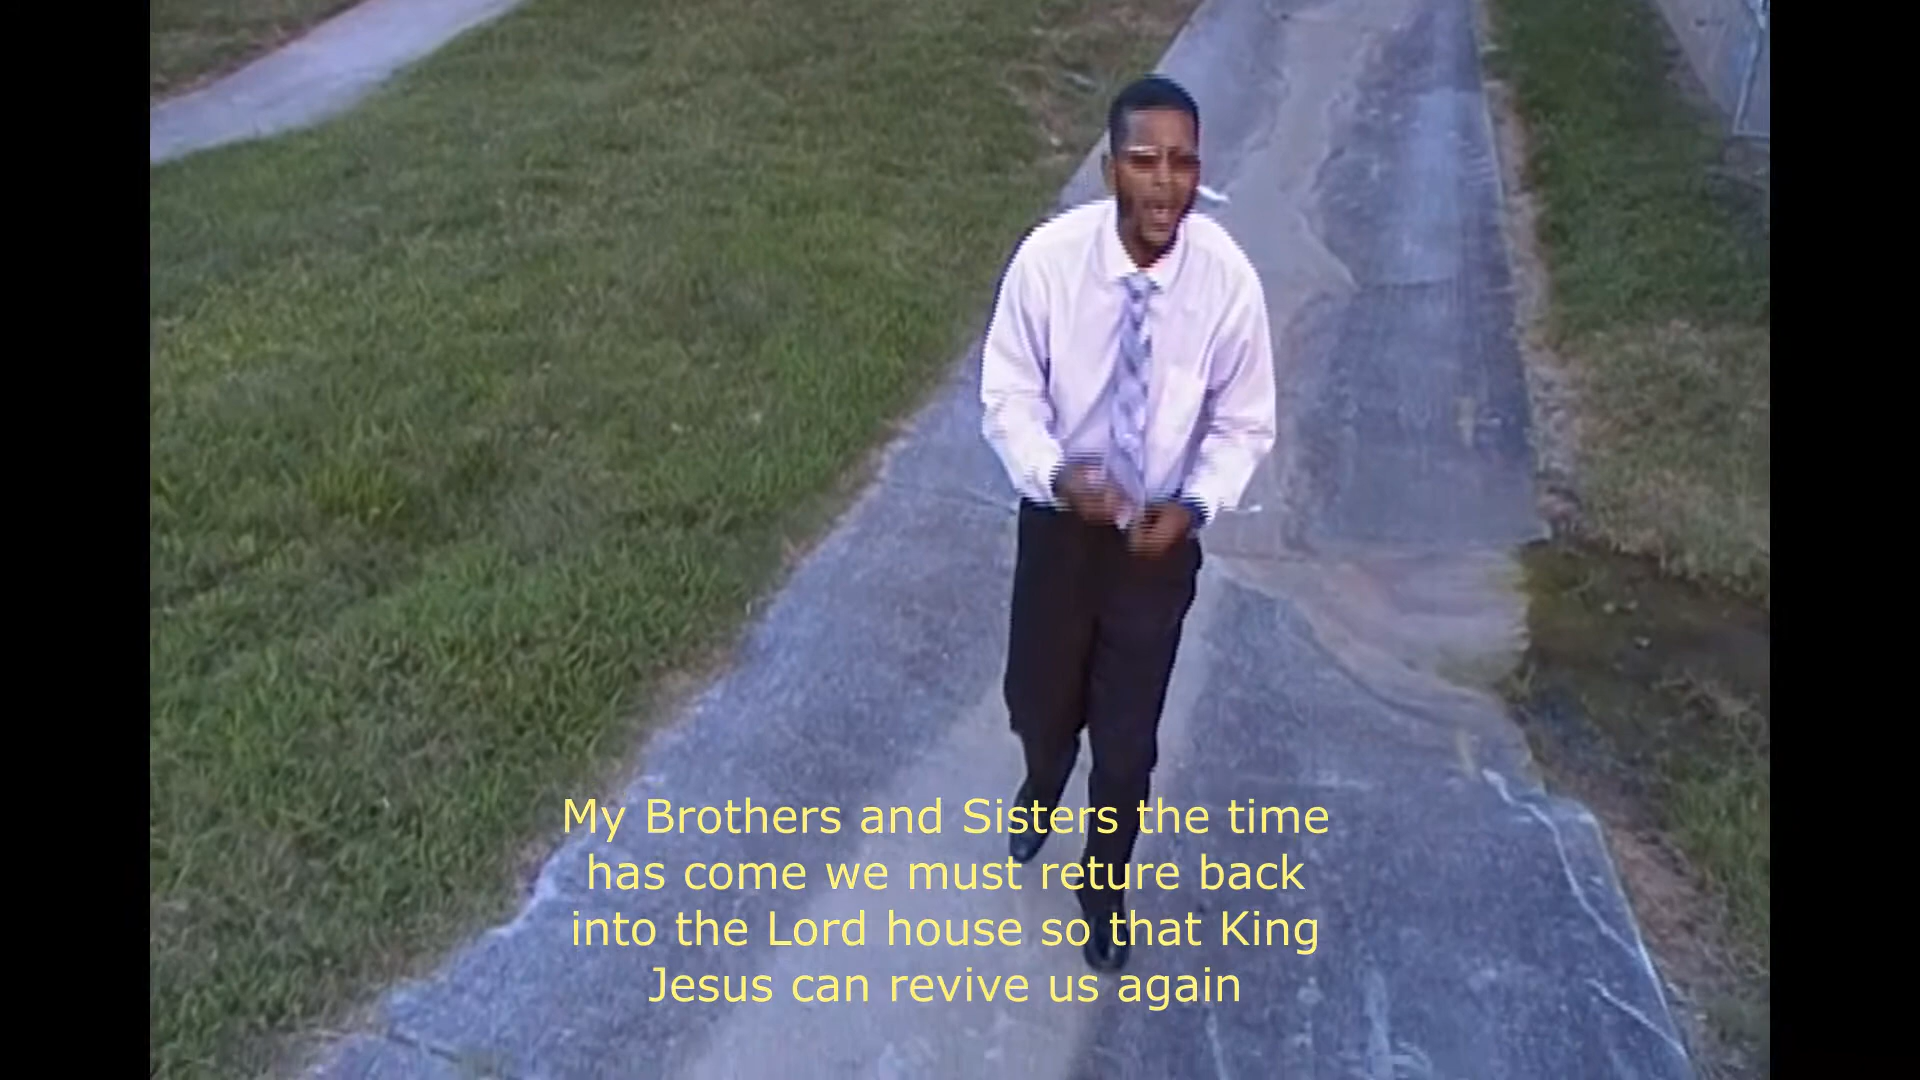 My Brothers and Sisters the time
has come we must reture back
into the Lord house so that King
Jesus can revive us again